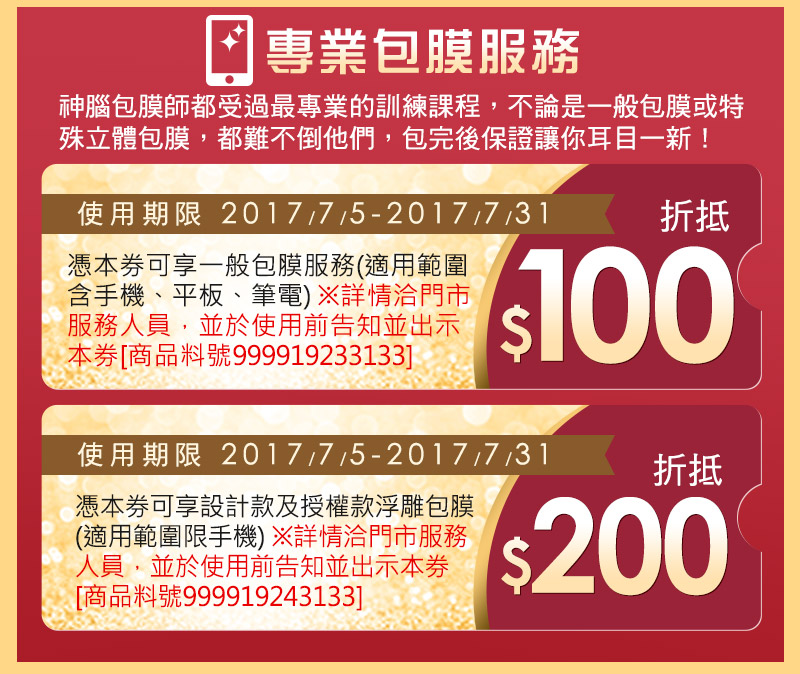 專業包膜服務
神腦包膜師都受過最專業的訓練課程，不論是一般包膜或特
殊立體包膜，都難不倒他們，包完後保證讓你耳目一新！
使用期限 2017/7/5-2017/7/31
折抵
$100
憑本券可享一般包膜服務(適用範圍
含手機、平板、筆電)※詳情洽門市
服務人員，並於使用前告知並出示
本券[商品料號999919233133]
使用期限 2017/7/5-2017/7/31
折抵
$200
憑本券可享設計款及授權款浮雕包膜
(適用範圍限手機)※詳情洽門市服務
人員，並於使用前告知並出示本券
[商品料號999919243133]